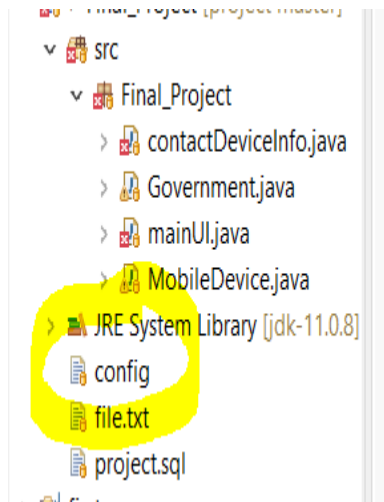 Final_Project [project master]
src
Final_Project
contactDeviceInfo.java
Government.java
mainUI.java
MobileDevice.java
JRE System Library [jdk-11.0.8]
config
file.txt
project.sql